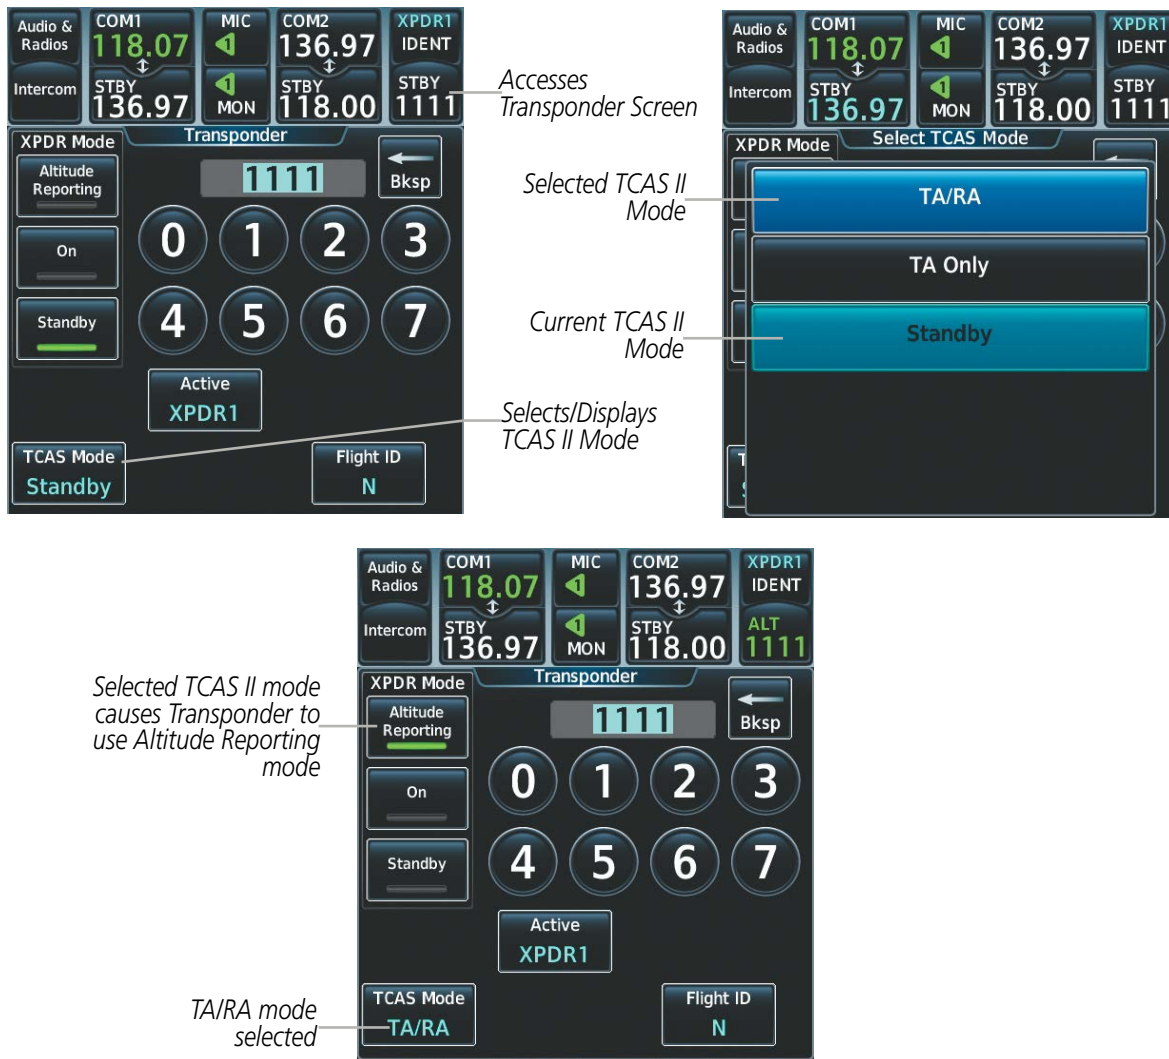 Audio & Radios
COM1
118.07
MIC
1
COM2
136.97
XPDR1
IDENT
Intercom
STBY
136.97
1
MON
STBY
118.00
STBY
1111
Accesses
Transponder Screen
XPDR Mode
Transponder
Altitude
Reporting
1111
Bksp
On
0 1 2 3
Standby
4 5 6 7
Active
XPDR1
Selects/Displays
TCAS II Mode
TCAS Mode
Standby
Flight ID
N
Audio &
Radios
COM1
118.07
MIC
1
COM2
136.97
XPDR1
IDENT
Intercom
STBY
136.97
1
MON
STBY
118.00
STBY
1111
XPDR Mode
Select TCAS Mode
Selected TCAS II
Mode
TA/RA
TA Only
Current TCAS II
Mode
Standby
T
S
Audio &
Radios
COM1
118.07
MIC
1
COM2
136.97
XPDR1
IDENT
Intercom
STBY
136.97
1
MON
STBY
118.00
ALT
1111
XPDR Mode
Transponder
Selected TCAS II mode
causes Transponder to
use Altitude Reporting
mode
Altitude
Reporting
1111
Bksp
On
0 1 2 3
Standby
4 5 6 7
Active
XPDR1
TA/RA mode
selected
TCAS Mode
TA/RA
Flight ID
N